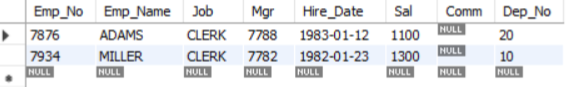 Emp_No Emp_Name Job Mgr Hire_Date Sal Comm Dep_No
7876 ADAMS CLERK 7788 1983-01-12 1100 NULL 20
7934 MILLER CLERK 7782 1982-01-23 1300 NULL 10
NULL NULL NULL NULL NULL NULL NULL NULL